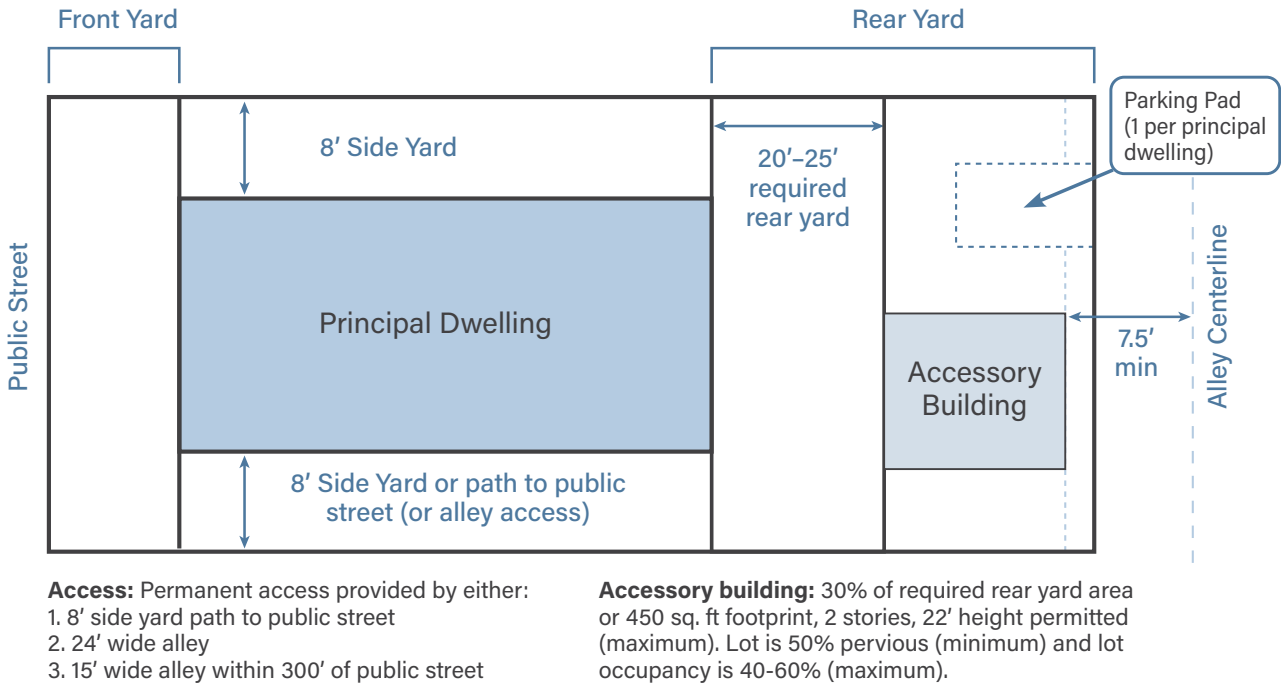 Front Yard
Rear Yard
Parking Pad
(1 per principal
dwelling)
8’ Side Yard
20’–25’
required
rear yard
Public Street
Principal Dwelling
Accessory
Building
7.5’
min
Alley Centerline
8’ Side Yard or path to public
street (or alley access)
Access: Permanent access provided by either:
1. 8’ side yard path to public street
2. 24’ wide alley
3. 15’ wide alley within 300’ of public street
Accessory building: 30% of required rear yard area
or 450 sq. ft footprint, 2 stories, 22’ height permitted
(maximum). Lot is 50% pervious (minimum) and lot
occupancy is 40-60% (maximum).